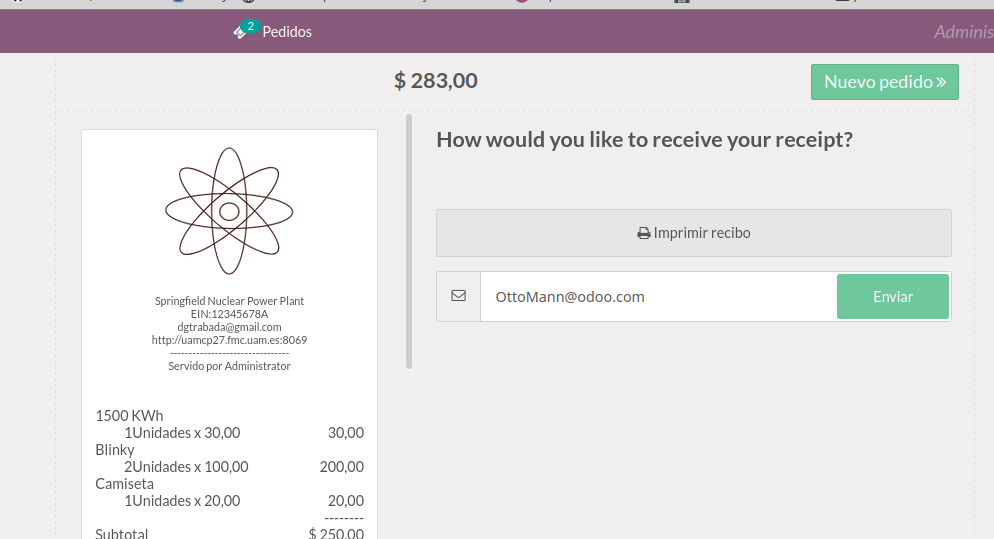 2 Pedidos
Adminis
$ 283,00
Nuevo pedido »
How would you like to receive your receipt?
Imprimir recibo
OttoMann@odoo.com
Enviar
Springfield Nuclear Power Plant
EIN:12345678A
dgtrabada@gmail.com
http://uamcp27.fmc.uam.es:8069
--------------------------------
Servido por Administrator
1500 KWh
1Unidades x 30,00 30,00
Blinky
2Unidades x 100,00 200,00
Camiseta
1Unidades x 20,00 20,00
--------
Subtotal $ 250,00